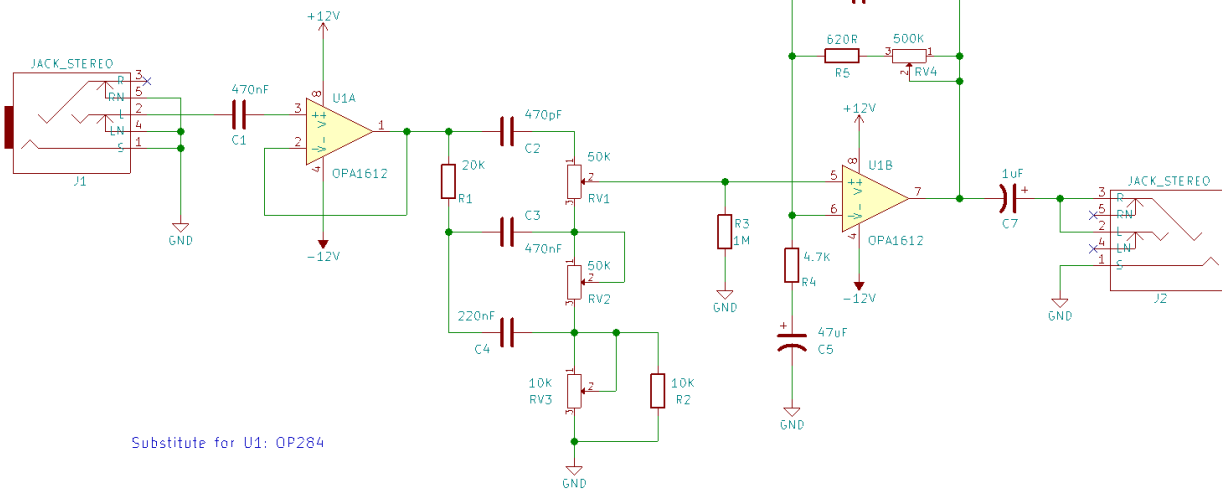 +12V
JACK_STEREO
R 3
RN 5
L 2
LN 4
S 1
J1
470nF
C1
3
2
8
4
1
U1A
OPA1612
-12V
GND
20K
R1
470pF
C2
C3
470nF
220nF
C4
1
50K
2
RV1
3
1
50K
2
RV2
3
1
10K
RV3
2
3
10K
R2
GND
R3
1M
GND
620R
R5
500K
3
1
2
RV4
+12V
U1B
5
6
8
4
7
OPA1612
-12V
4.7K
R4
+
47uF
C5
GND
1uF
+
C7
JACK_STEREO
3 R
5 RN
2 L
4 LN
1 S
J2
GND
Substitute for U1: OP284